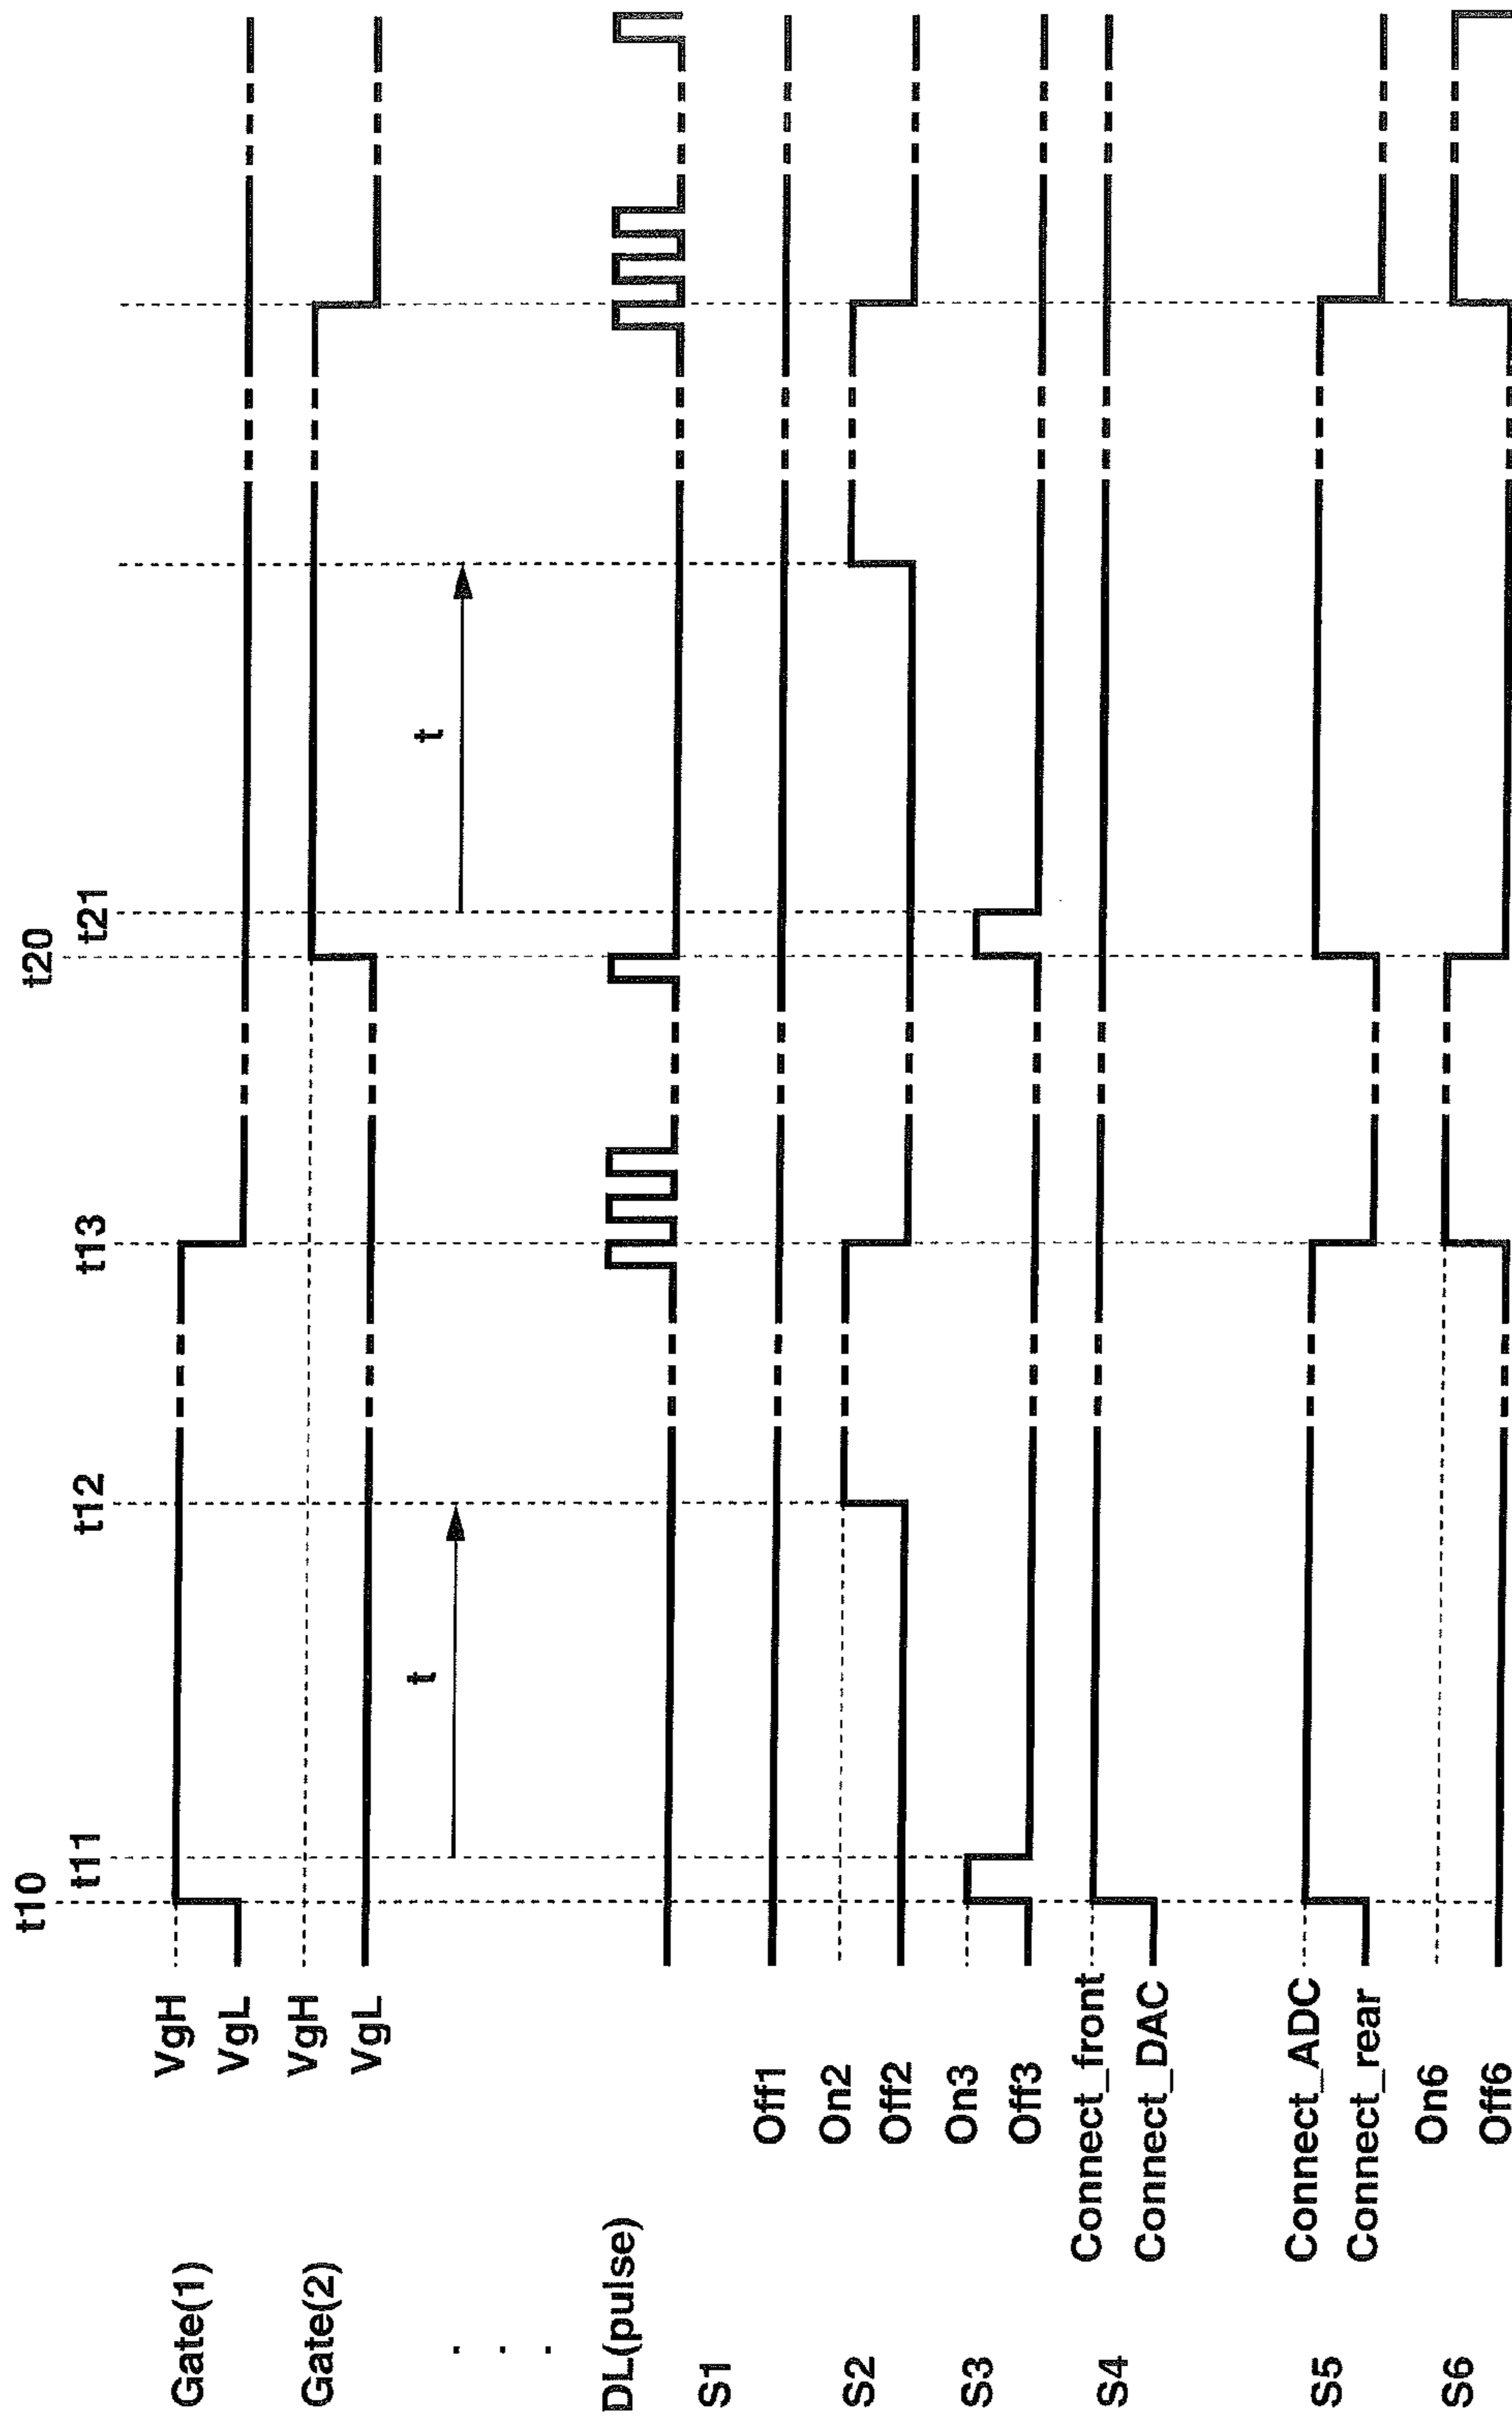 t10
t11
t12
t13
t20
t21
Gate(1)
VgH
VgL
Gate(2)
VgH
VgL
. . .
t
t
DL(pulse)
S1
Off1
S2
On2
Off2
S3
On3
Off3
S4
Connect_front
Connect_DAC
S5
Connect_ADC
Connect_rear
S6
On6
Off6